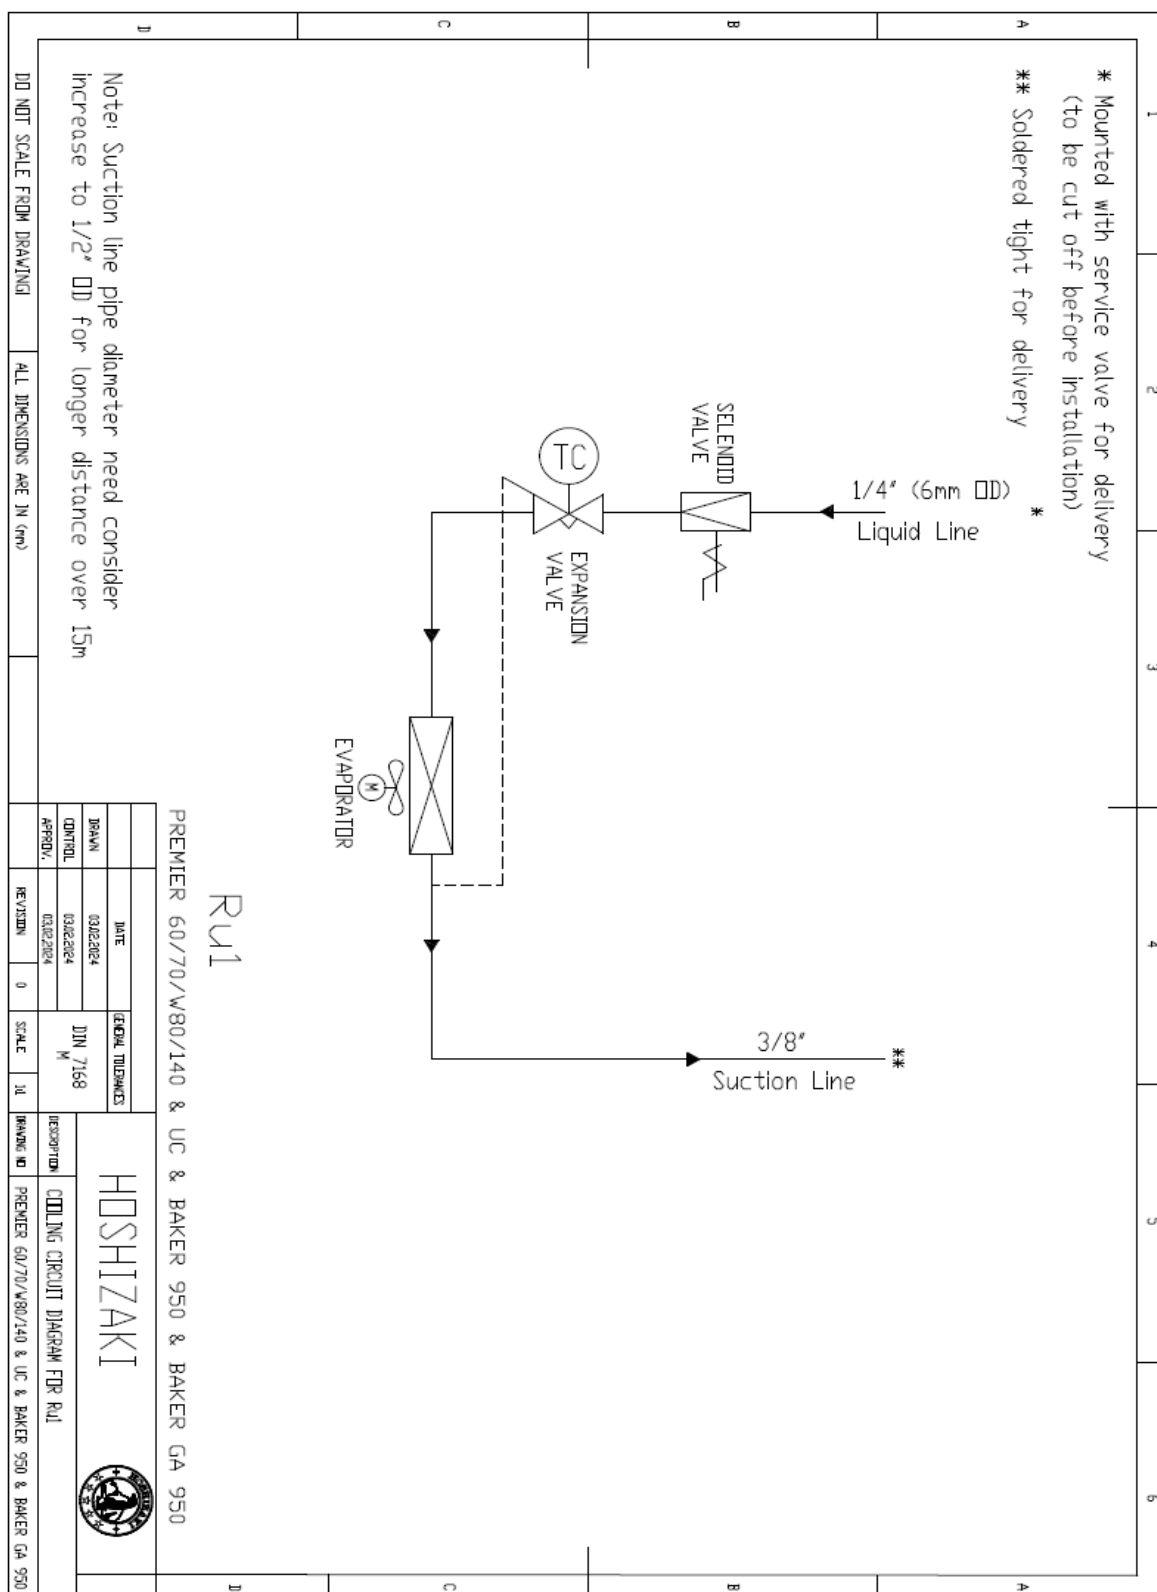 1
2
3
4
5
6
A
B
C
D
A
B
C
D
* Mounted with service valve for delivery
(to be cut off before installation)
** Soldered tight for delivery
1/4" (6mm OD)
*
Liquid Line
SELENOID
VALVE
TC
EXPANSION
VALVE
EVAPORATOR
M
3/8"
**
Suction Line
Note: Suction line pipe diameter need consider
increase to 1/2" OD for longer distance over 15m
Ru1
PREMIER 60/70/W80/140 & UC & BAKER 950 & BAKER GA 950
DATE
GENERAL TOLERANCES
DRAWN 03.02.2024
CONTROL 03.02.2024
APPROV. 03.02.2024
DIN 7168
M
HOSHIZAKI
HOSHIZAKI
DESCRIPTION COOLING CIRCUIT DIAGRAM FOR Ru1
DO NOT SCALE FROM DRAWING!
ALL DIMENSIONS ARE IN (mm)
REVISION 0
SCALE 1:1
DRAWING NO PREMIER 60/70/W80/140 & UC & BAKER 950 & BAKER GA 950